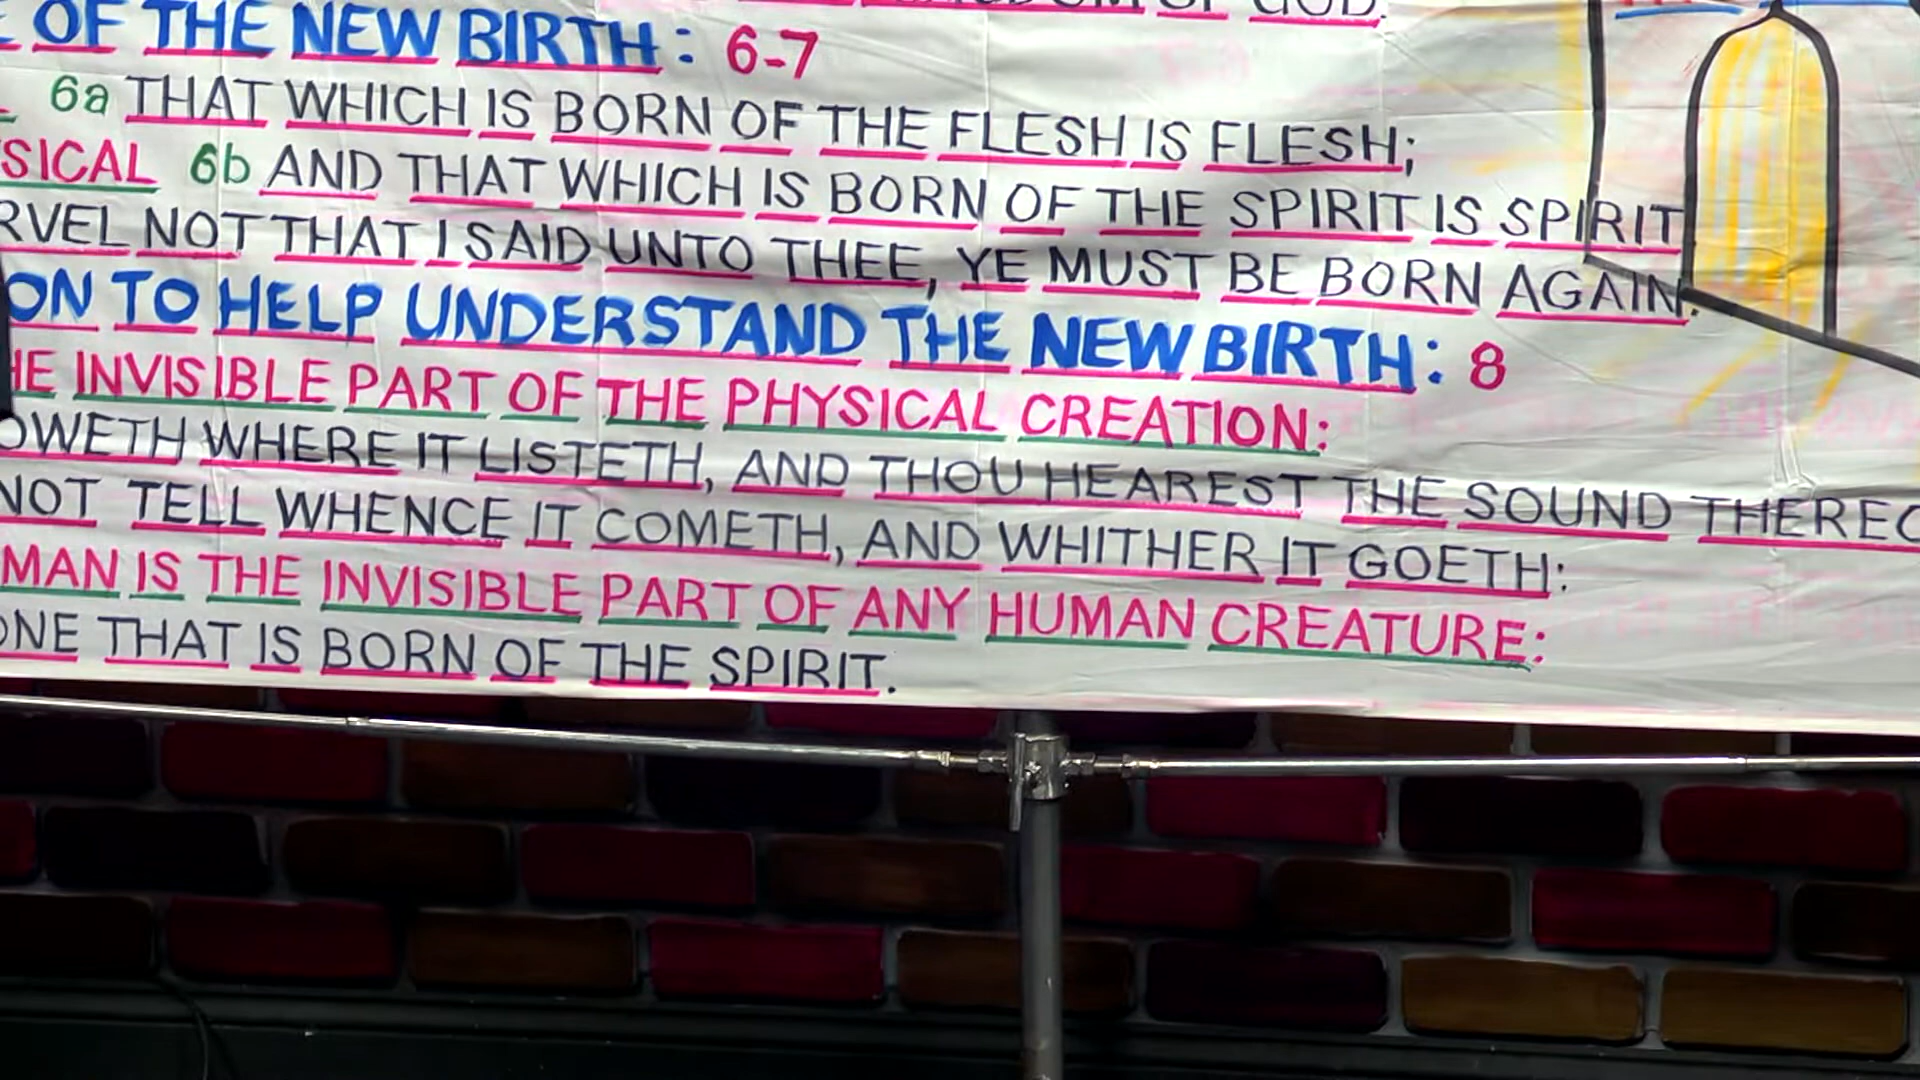 OF GOD.
OF THE NEW BIRTH: 6-7
6a THAT WHICH IS BORN OF THE FLESH IS FLESH;
SICAL 6b AND THAT WHICH IS BORN OF THE SPIRIT IS SPIRIT
RVEL NOT THAT I SAID UNTO THEE, YE MUST BE BORN AGAIN.
ON TO HELP UNDERSTAND THE NEW BIRTH: 8
HE INVISIBLE PART OF THE PHYSICAL CREATION:
OWETH WHERE IT LISTETH, AND THOU HEAREST THE SOUND THEREO
NOT TELL WHENCE IT COMETH, AND WHITHER IT GOETH:
MAN IS THE INVISIBLE PART OF ANY HUMAN CREATURE:
ONE THAT IS BORN OF THE SPIRIT.